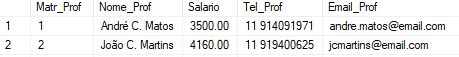 Matr_Prof Nome_Prof Salario Tel_Prof Email_Prof
1 1 André C. Matos 3500.00 11 914091971 andre.matos@email.com
2 2 João C. Martins 4160.00 11 919400625 jcmartins@email.com